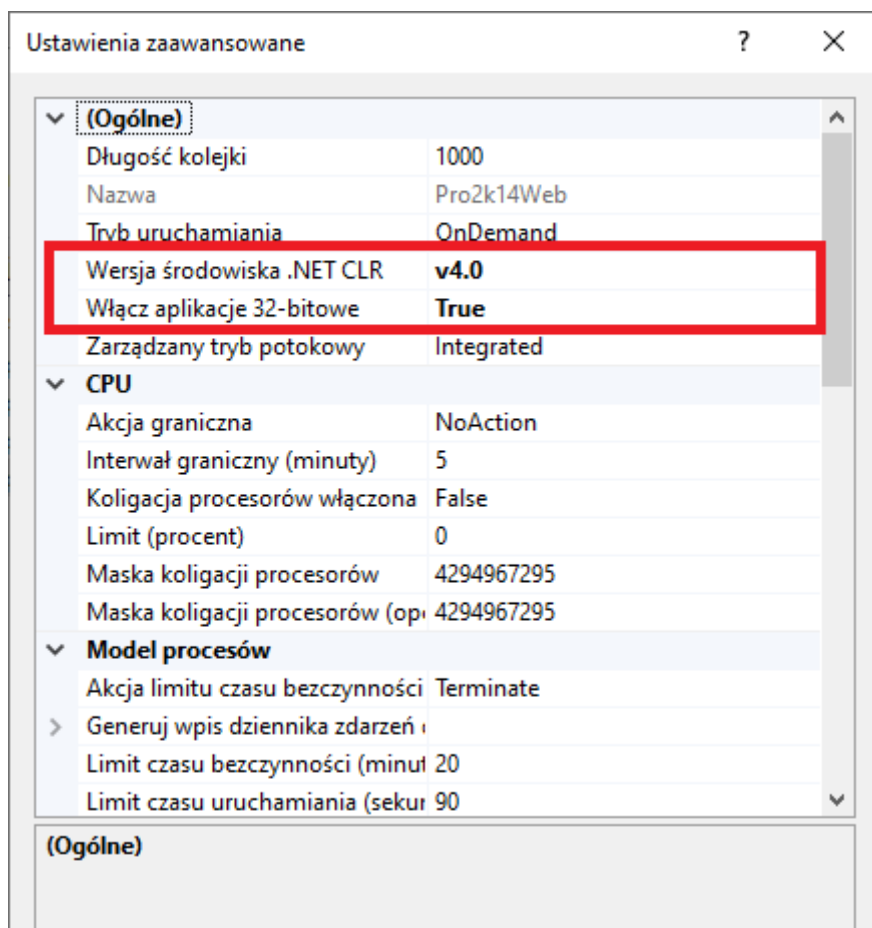 Ustawienia zaawansowane ? ×
(Ogólne)
Długość kolejki 1000
Nazwa Pro2k14Web
Tryb uruchamiania OnDemand
Wersja środowiska .NET CLR v4.0
Włącz aplikacje 32-bitowe True
Zarządzany tryb potokowy Integrated
CPU
Akcja graniczna NoAction
Interwał graniczny (minuty) 5
Koligacja procesorów włączona False
Limit (procent) 0
Maska koligacji procesorów 4294967295
Maska koligacji procesorów (op 4294967295
Model procesów
Akcja limitu czasu bezczynności Terminate
Generuj wpis dziennika zdarzeń
Limit czasu bezczynności (minut 20
Limit czasu uruchamiania (sekun 90
(Ogólne)